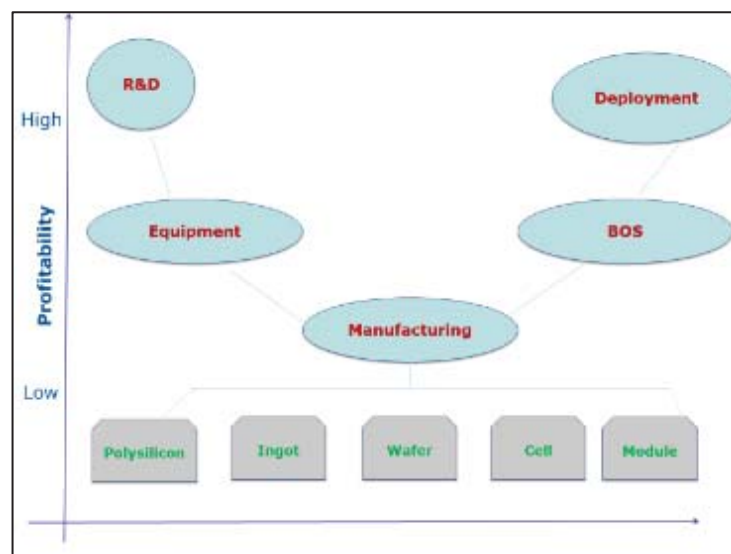 R&D
Deployment
High
Equipment
BOS
Profitability
Manufacturing
Low
Polysilicon
Ingot
Wafer
Cell
Module